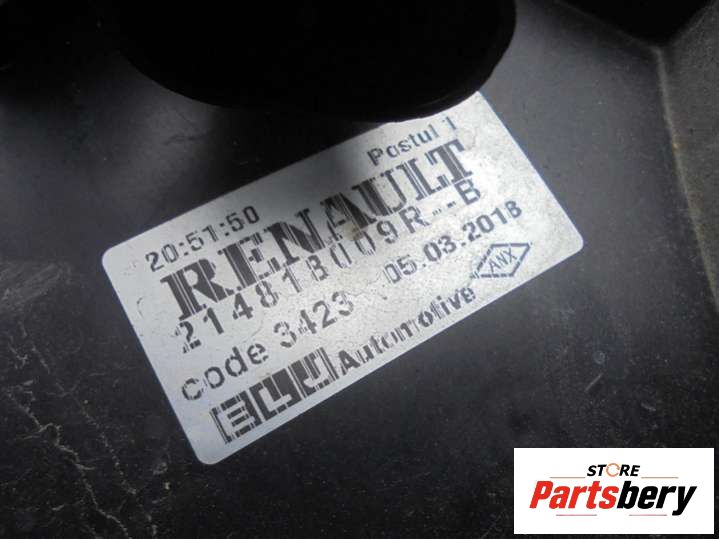 20:51:50 Postul 1
RENAULT
214818009R--B
code 3423 05.03.2018
Automotive ANX
STORE
Partsbery